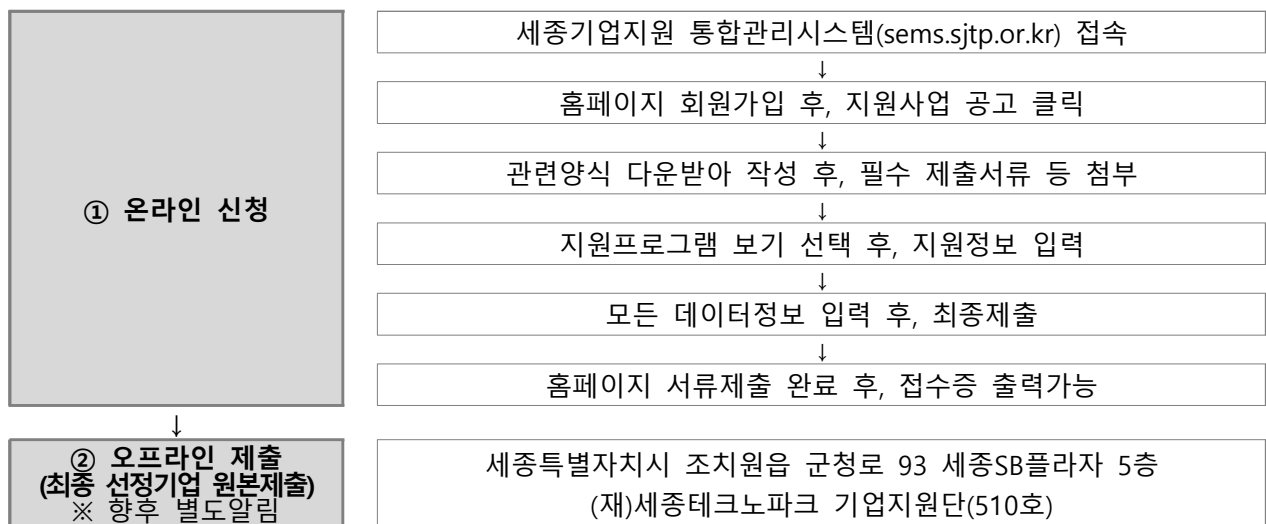 ① 온라인 신청
세종기업지원 통합관리시스템(sems.sjtp.or.kr) 접속
↓
홈페이지 회원가입 후, 지원사업 공고 클릭
↓
관련양식 다운받아 작성 후, 필수 제출서류 등 첨부
↓
지원프로그램 보기 선택 후, 지원정보 입력
↓
모든 데이터정보 입력 후, 최종제출
↓
홈페이지 서류제출 완료 후, 접수증 출력가능
↓
② 오프라인 제출
(최종 선정기업 원본제출)
※ 향후 별도알림
세종특별자치시 조치원읍 군청로 93 세종SB플라자 5층
(재)세종테크노파크 기업지원단(510호)